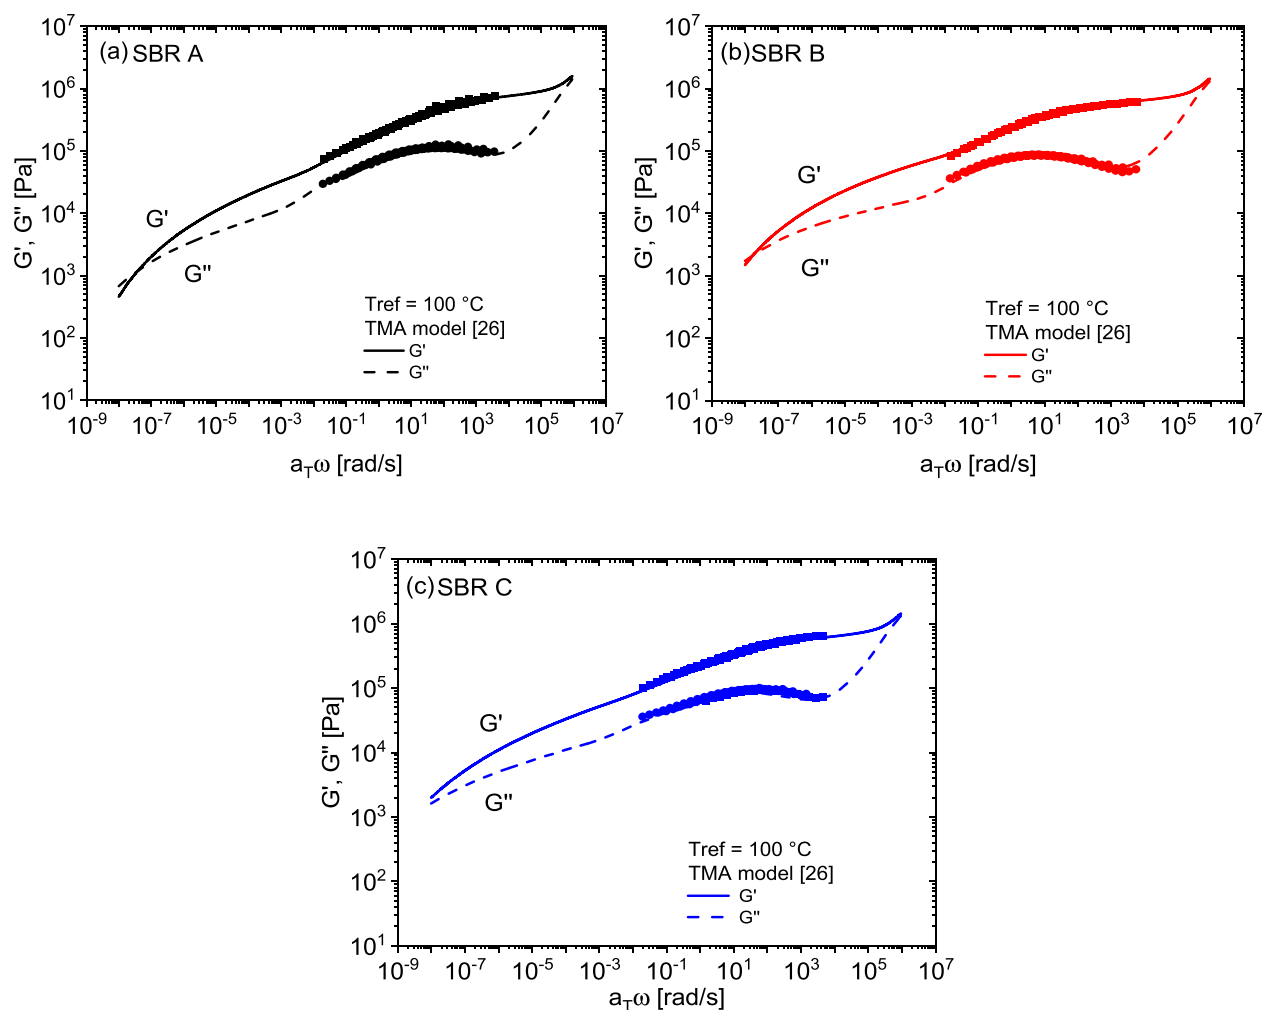 (a) SBR A
10^7
10^6
10^5
10^4
10^3
10^2
10^1
G', G" [Pa]
G'
G"
Tref = 100 °C
TMA model [26]
G'
G"
10^-9 10^-7 10^-5 10^-3 10^-1 10^1 10^3 10^5 10^7
a_Tω [rad/s]
(b) SBR B
10^7
10^6
10^5
10^4
10^3
10^2
10^1
G', G" [Pa]
G'
G"
Tref = 100 °C
TMA model [26]
G'
G"
10^-9 10^-7 10^-5 10^-3 10^-1 10^1 10^3 10^5 10^7
a_Tω [rad/s]
(c) SBR C
10^7
10^6
10^5
10^4
10^3
10^2
10^1
G', G" [Pa]
G'
G"
Tref = 100 °C
TMA model [26]
G'
G"
10^-9 10^-7 10^-5 10^-3 10^-1 10^1 10^3 10^5 10^7
a_Tω [rad/s]